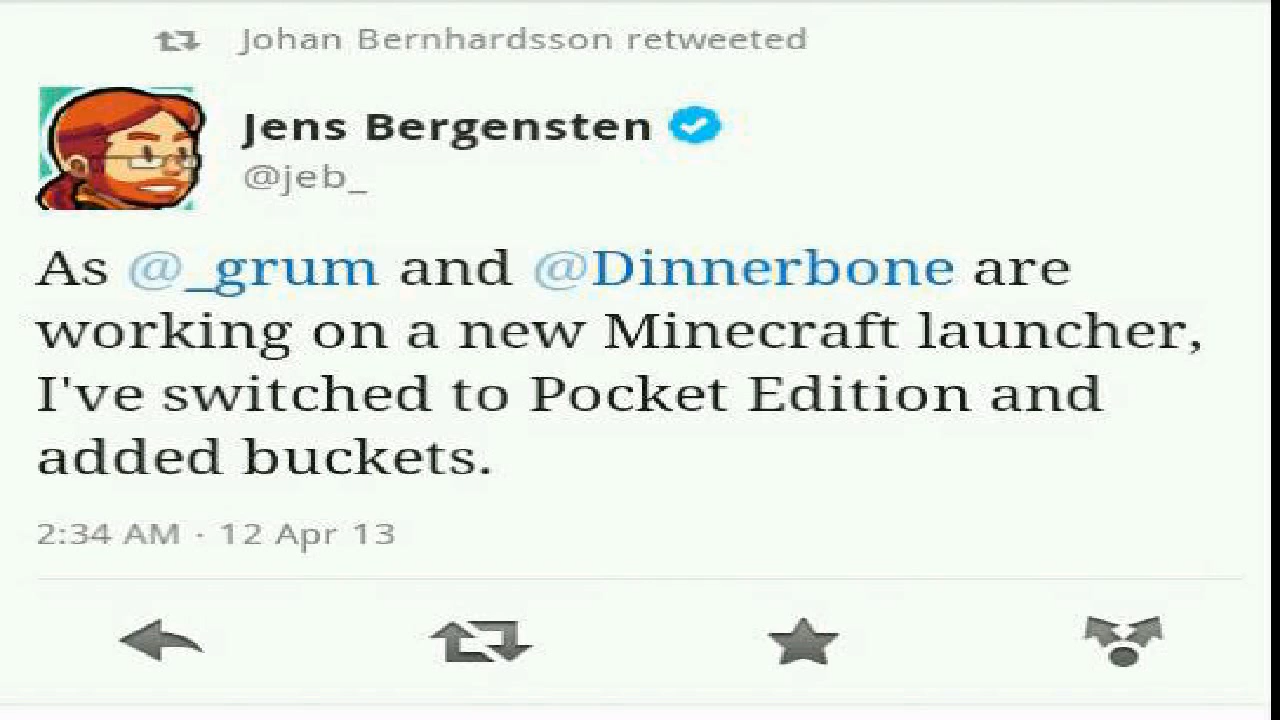 Johan Bernhardsson retweeted
Jens Bergensten
@jeb_
As @_grum and @Dinnerbone are
working on a new Minecraft launcher,
I've switched to Pocket Edition and
added buckets.
2:34 AM · 12 Apr 13